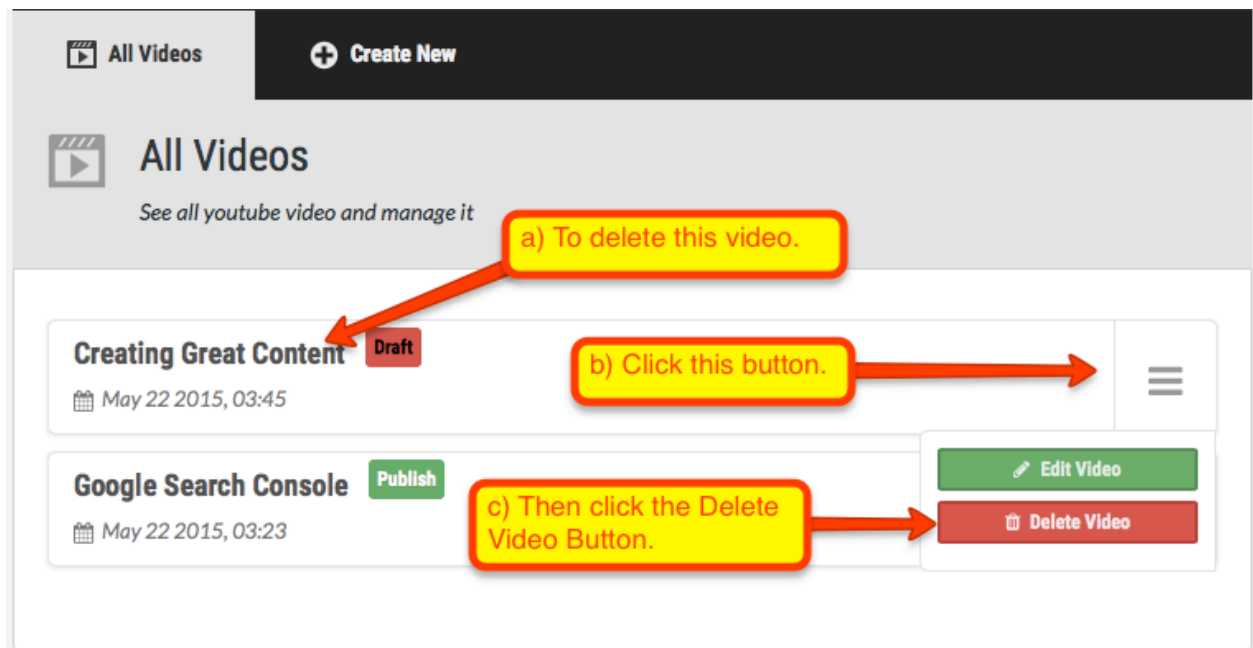 All Videos
Create New
All Videos
See all youtube video and manage it
a) To delete this video.
Creating Great Content
Draft
b) Click this button.
May 22 2015, 03:45
Google Search Console
Publish
Edit Video
c) Then click the Delete
Video Button.
Delete Video
May 22 2015, 03:23